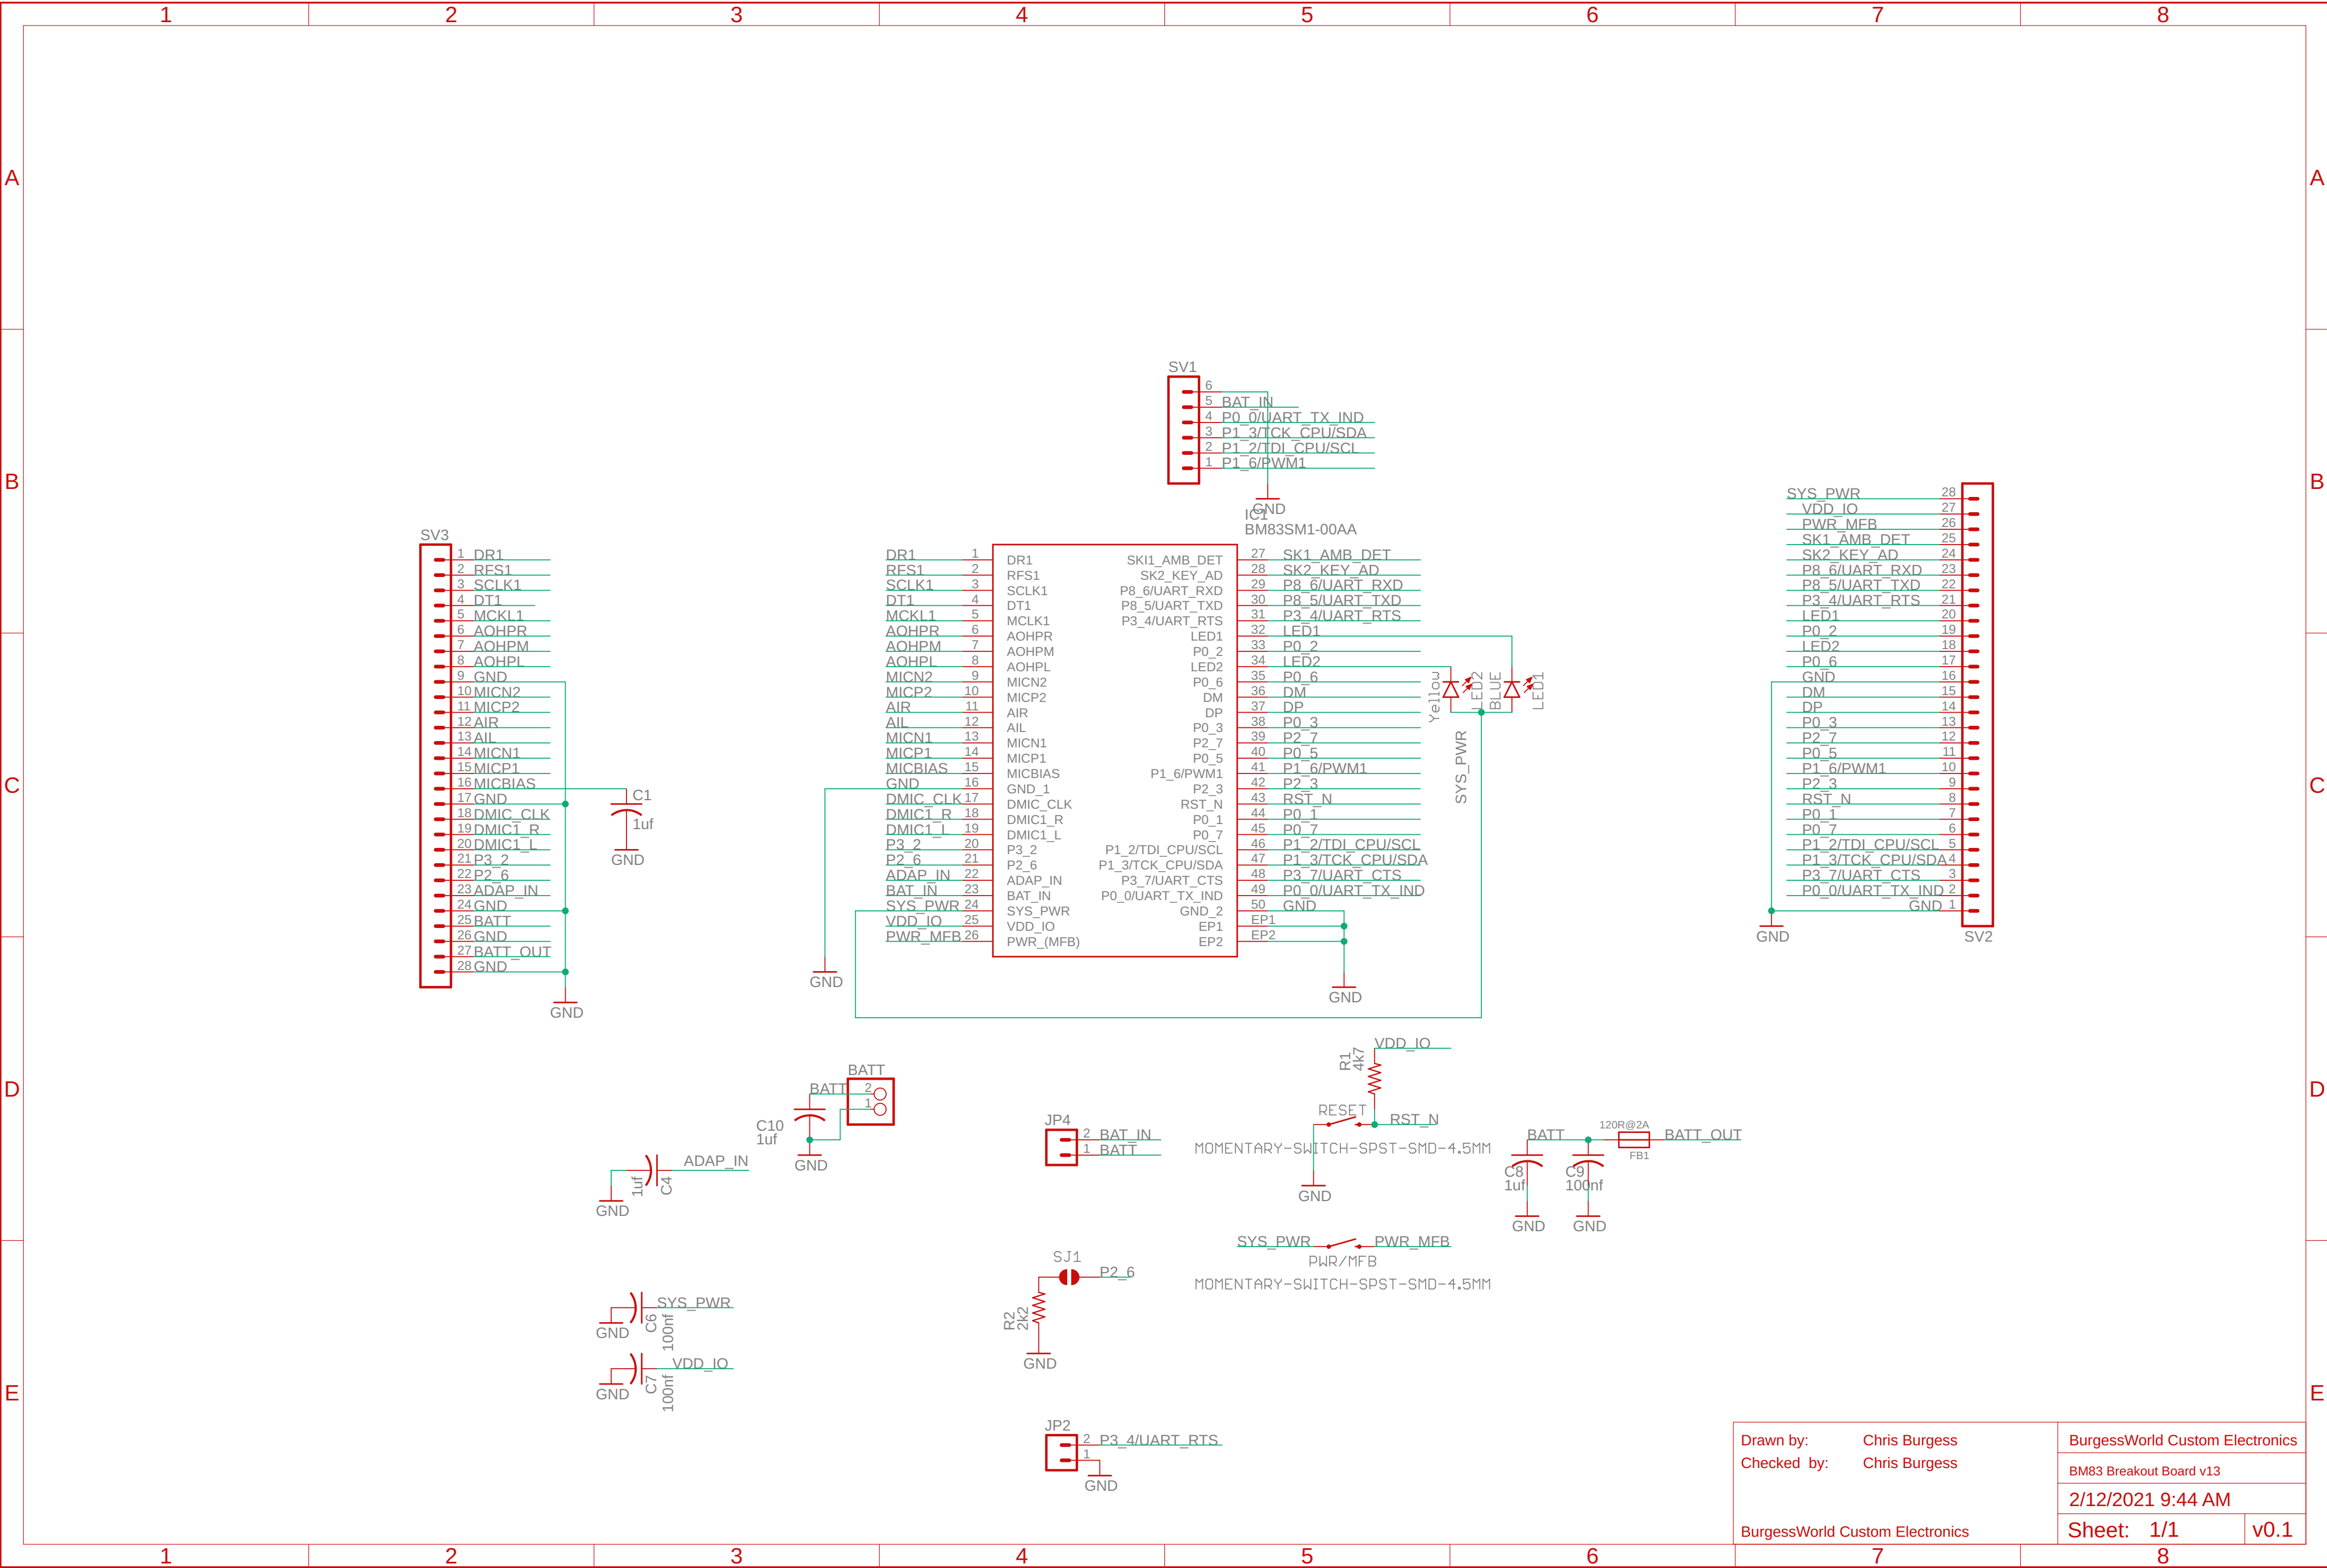 1 2 3 4 5 6 7 8
A A
SV1
6
5 BAT_IN
4 P0_0/UART_TX_IND
3 P1_3/TCK_CPU/SDA
2 P1_2/TDI_CPU/SCL
1 P1_6/PWM1
GND
B B
SV3
1 DR1
2 RFS1
3 SCLK1
4 DT1
5 MCKL1
6 AOHPR
7 AOHPM
8 AOHPL
9 GND
10 MICN2
11 MICP2
12 AIR
13 AIL
14 MICN1
15 MICP1
16 MICBIAS
17 GND
18 DMIC_CLK
19 DMIC1_R
20 DMIC1_L
21 P3_2
22 P2_6
23 ADAP_IN
24 GND
25 BATT
26 GND
27 BATT_OUT
28 GND
GND
C1
1uf
GND
IC1
BM83SM1-00AA
DR1 1 DR1 SKI1_AMB_DET 27 SK1_AMB_DET
RFS1 2 RFS1 SK2_KEY_AD 28 SK2_KEY_AD
SCLK1 3 SCLK1 P8_6/UART_RXD 29 P8_6/UART_RXD
DT1 4 DT1 P8_5/UART_TXD 30 P8_5/UART_TXD
MCKL1 5 MCLK1 P3_4/UART_RTS 31 P3_4/UART_RTS
AOHPR 6 AOHPR LED1 32 LED1
AOHPM 7 AOHPM P0_2 33 P0_2
AOHPL 8 AOHPL LED2 34 LED2
MICN2 9 MICN2 P0_6 35 P0_6
MICP2 10 MICP2 DM 36 DM
AIR 11 AIR DP 37 DP
AIL 12 AIL P0_3 38 P0_3
MICN1 13 MICN1 P2_7 39 P2_7
MICP1 14 MICP1 P0_5 40 P0_5
MICBIAS 15 MICBIAS P1_6/PWM1 41 P1_6/PWM1
GND 16 GND_1 P2_3 42 P2_3
DMIC_CLK 17 DMIC_CLK RST_N 43 RST_N
DMIC1_R 18 DMIC1_R P0_1 44 P0_1
DMIC1_L 19 DMIC1_L P0_7 45 P0_7
P3_2 20 P3_2 P1_2/TDI_CPU/SCL 46 P1_2/TDI_CPU/SCL
P2_6 21 P2_6 P1_3/TCK_CPU/SDA 47 P1_3/TCK_CPU/SDA
ADAP_IN 22 ADAP_IN P3_7/UART_CTS 48 P3_7/UART_CTS
BAT_IN 23 BAT_IN P0_0/UART_TX_IND 49 P0_0/UART_TX_IND
SYS_PWR 24 SYS_PWR GND_2 50 GND
VDD_IO 25 VDD_IO EP1 EP1
PWR_MFB 26 PWR_(MFB) EP2 EP2
GND
GND
Yellow
LED2
BLUE
LED1
SYS_PWR
SYS_PWR 28
VDD_IO 27
PWR_MFB 26
SK1_AMB_DET 25
SK2_KEY_AD 24
P8_6/UART_RXD 23
P8_5/UART_TXD 22
P3_4/UART_RTS 21
LED1 20
P0_2 19
LED2 18
P0_6 17
GND 16
DM 15
DP 14
P0_3 13
P2_7 12
P0_5 11
P1_6/PWM1 10
P2_3 9
RST_N 8
P0_1 7
P0_7 6
P1_2/TDI_CPU/SCL 5
P1_3/TCK_CPU/SDA 4
P3_7/UART_CTS 3
P0_0/UART_TX_IND 2
GND 1
GND
SV2
C C
D D
BATT
BATT 2
1
C10
1uf
GND
ADAP_IN
1uf
C4
GND
JP4
2 BAT_IN
1 BATT
VDD_IO
R1
4k7
RESET
RST_N
MOMENTARY-SWITCH-SPST-SMD-4.5MM
GND
BATT
120R@2A
BATT_OUT
FB1
C8
1uf
C9
100nf
GND
GND
SYS_PWR PWR_MFB
PWR/MFB
MOMENTARY-SWITCH-SPST-SMD-4.5MM
SJ1
P2_6
R2
2k2
GND
SYS_PWR
C6
100nf
GND
VDD_IO
C7
100nf
GND
E E
JP2
2 P3_4/UART_RTS
1
GND
Drawn by: Chris Burgess
Checked by: Chris Burgess
BurgessWorld Custom Electronics
BurgessWorld Custom Electronics
BM83 Breakout Board v13
2/12/2021 9:44 AM
Sheet: 1/1 v0.1
1 2 3 4 5 6 7 8